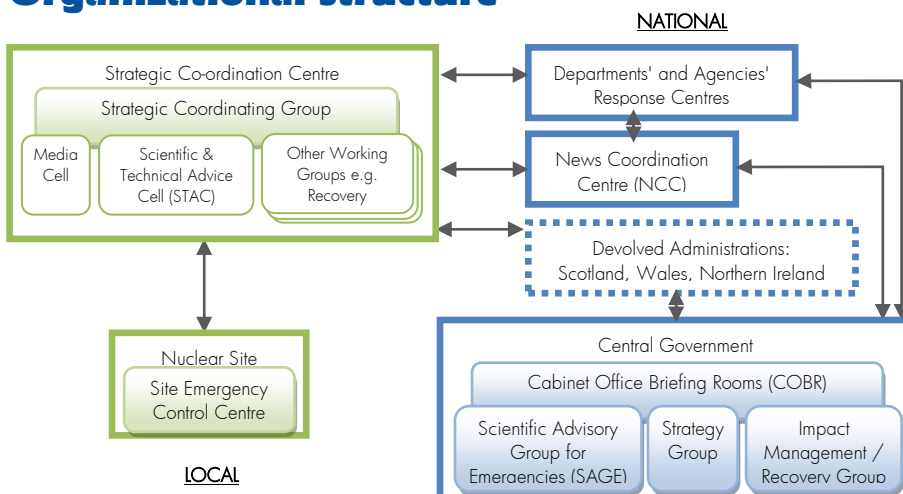 Organizational structure
NATIONAL
Strategic Co-ordination Centre
Strategic Coordinating Group
Media
Cell
Scientific &
Technical Advice
Cell (STAC)
Other Working
Groups e.g.
Recovery
Departments' and Agencies'
Response Centres
News Coordination
Centre (NCC)
Devolved Administrations:
Scotland, Wales, Northern Ireland
Nuclear Site
Site Emergency
Control Centre
LOCAL
Central Government
Cabinet Office Briefing Rooms (COBR)
Scientific Advisory
Group for
Emergencies (SAGE)
Strategy
Group
Impact
Management /
Recovery Group